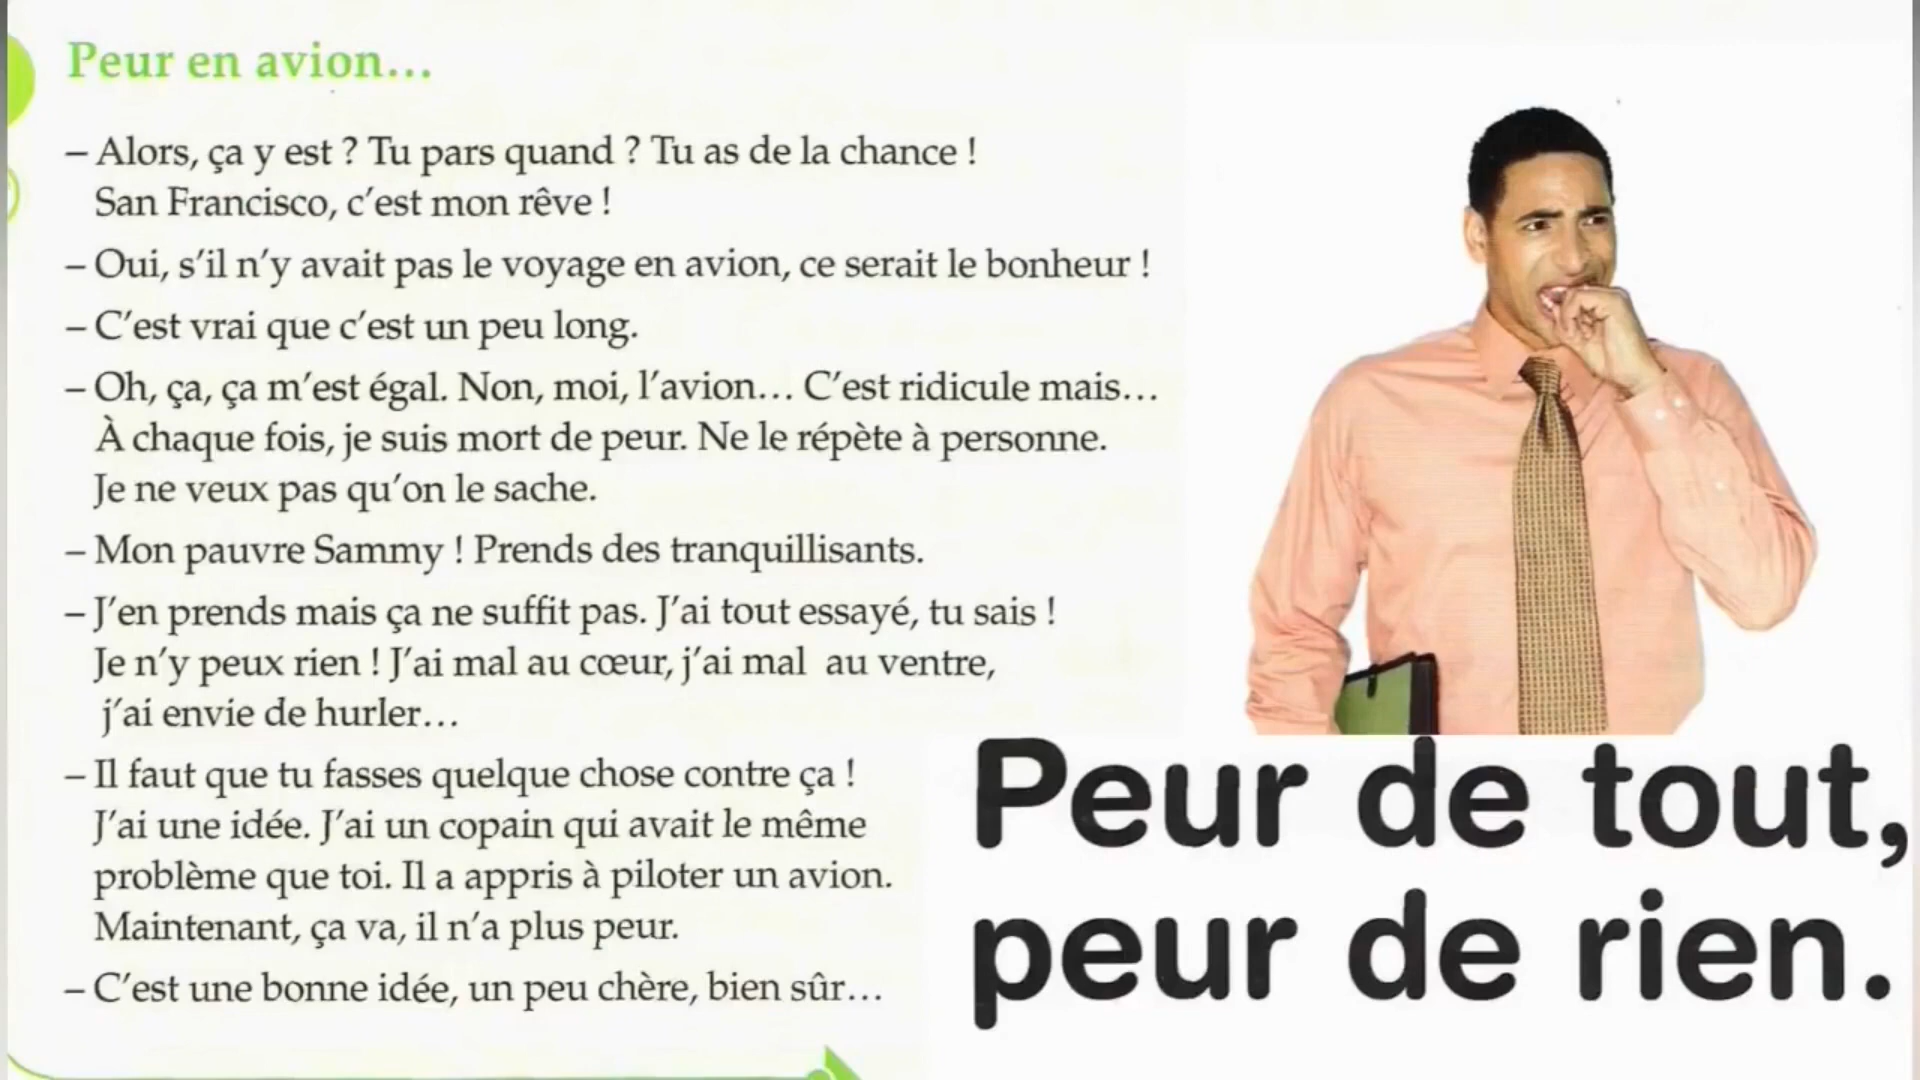 Peur en avion...
– Alors, ça y est ? Tu pars quand ? Tu as de la chance !
San Francisco, c'est mon rêve !
– Oui, s'il n'y avait pas le voyage en avion, ce serait le bonheur !
– C'est vrai que c'est un peu long.
– Oh, ça, ça m'est égal. Non, moi, l'avion... C'est ridicule mais...
À chaque fois, je suis mort de peur. Ne le répète à personne.
Je ne veux pas qu'on le sache.
– Mon pauvre Sammy ! Prends des tranquillisants.
– J'en prends mais ça ne suffit pas. J'ai tout essayé, tu sais !
Je n'y peux rien ! J'ai mal au cœur, j'ai mal au ventre,
j'ai envie de hurler...
– Il faut que tu fasses quelque chose contre ça !
J'ai une idée. J'ai un copain qui avait le même
problème que toi. Il a appris à piloter un avion.
Maintenant, ça va, il n'a plus peur.
– C'est une bonne idée, un peu chère, bien sûr...
Peur de tout,
peur de rien.